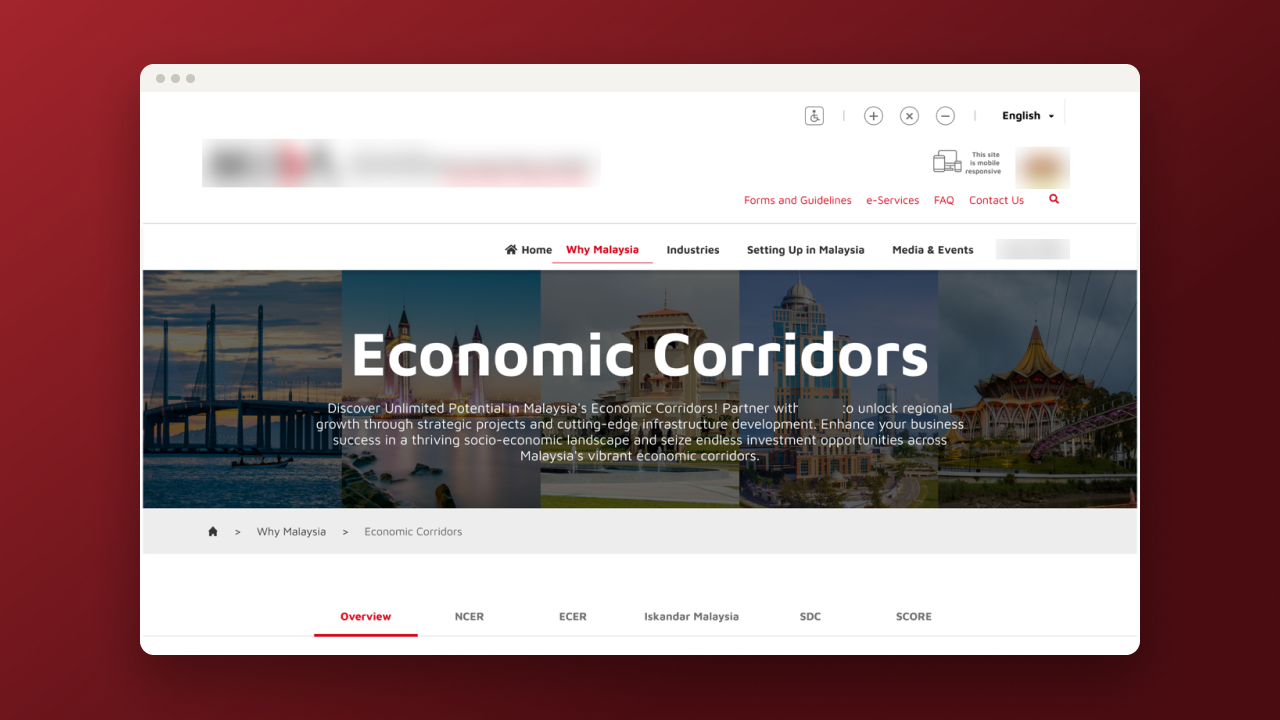 English
This site
is mobile
responsive
Forms and Guidelines e-Services FAQ Contact Us
Home Why Malaysia Industries Setting Up in Malaysia Media & Events
Economic Corridors
Discover Unlimited Potential in Malaysia's Economic Corridors! Partner with to unlock regional
growth through strategic projects and cutting-edge infrastructure development. Enhance your business
success in a thriving socio-economic landscape and seize endless investment opportunities across
Malaysia's vibrant economic corridors.
> Why Malaysia > Economic Corridors
Overview NCER ECER Iskandar Malaysia SDC SCORE